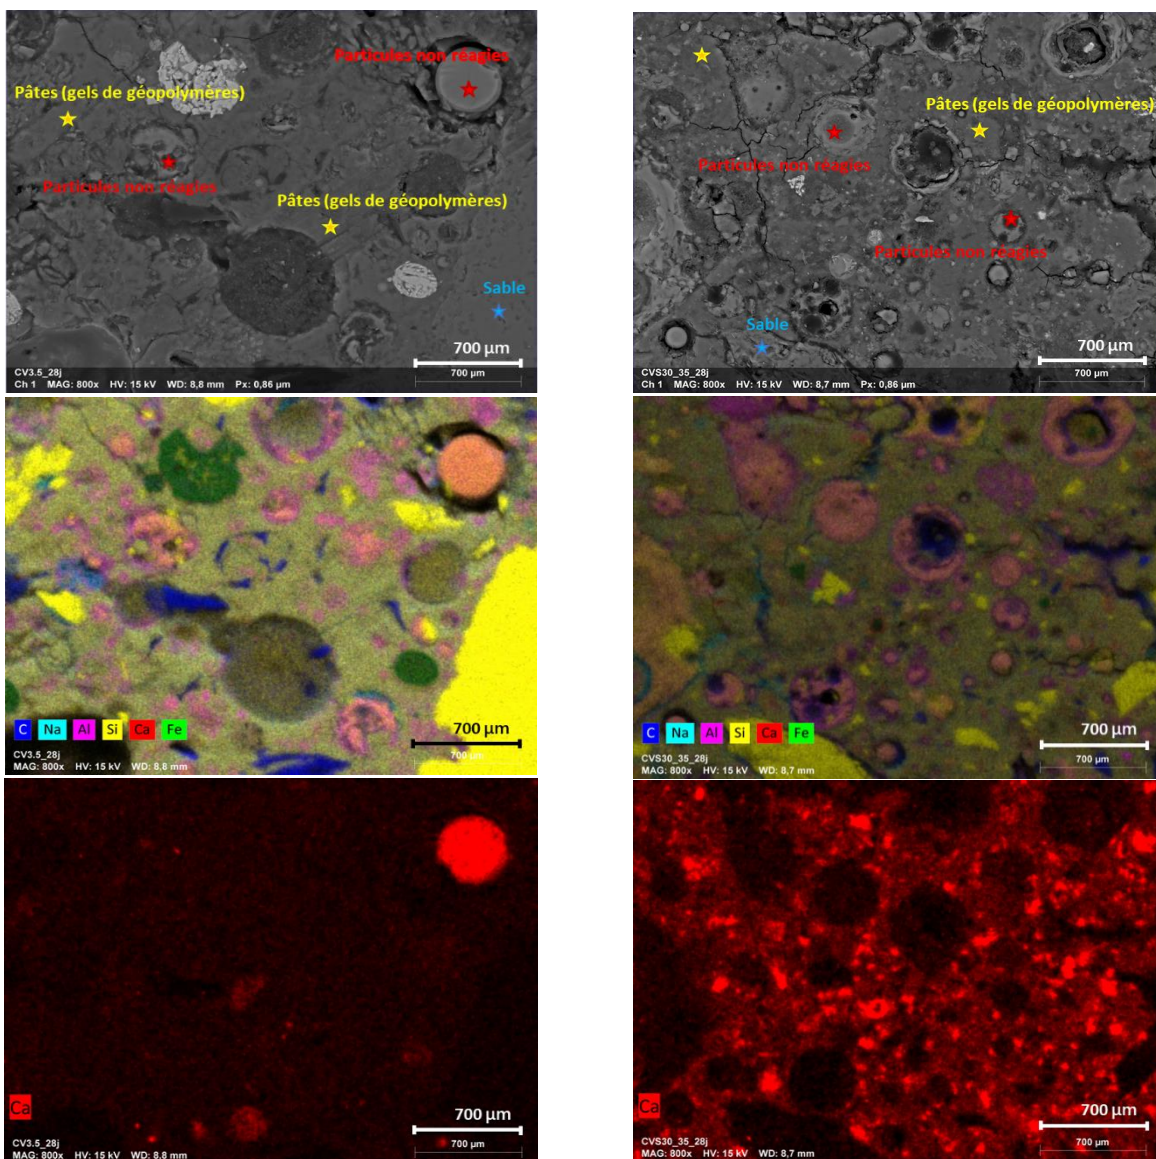 Particules non réagies
Pâtes (gels de géopolymères)
Particules non réagies
Pâtes (gels de géopolymères)
Sable
700 µm
700 µm
CV3.5_28j
Ch 1 MAG: 800x HV: 15 kV WD: 8,8 mm Px: 0,86 µm
Pâtes (gels de géopolymères)
Particules non réagies
Particules non réagies
Sable
700 µm
700 µm
CVS30_35_28j
Ch 1 MAG: 800x HV: 15 kV WD: 8,7 mm Px: 0,86 µm
C Na Al Si Ca Fe
700 µm
700 µm
CV3.5_28j
MAG: 800x HV: 15 kV WD: 8,8 mm
C Na Al Si Ca Fe
700 µm
700 µm
CVS30_35_28j
MAG: 800x HV: 15 kV WD: 8,7 mm
Ca
700 µm
700 µm
CV3.5_28j
MAG: 800x HV: 15 kV WD: 8,8 mm
Ca
700 µm
700 µm
CVS30_35_28j
MAG: 800x HV: 15 kV WD: 8,7 mm